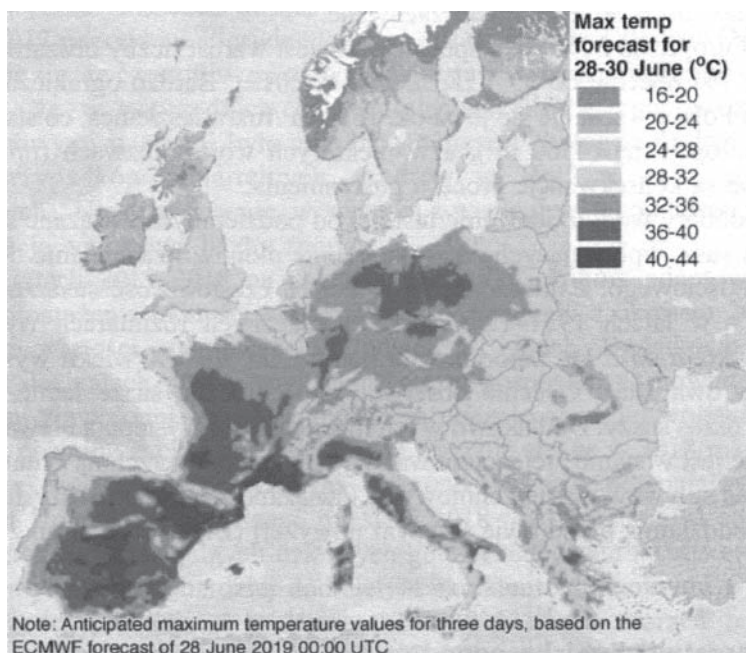 Max temp
forecast for
28-30 June (°C)
16-20
20-24
24-28
28-32
32-36
36-40
40-44
Note: Anticipated maximum temperature values for three days, based on the
ECMWF forecast of 28 June 2019 00:00 UTC